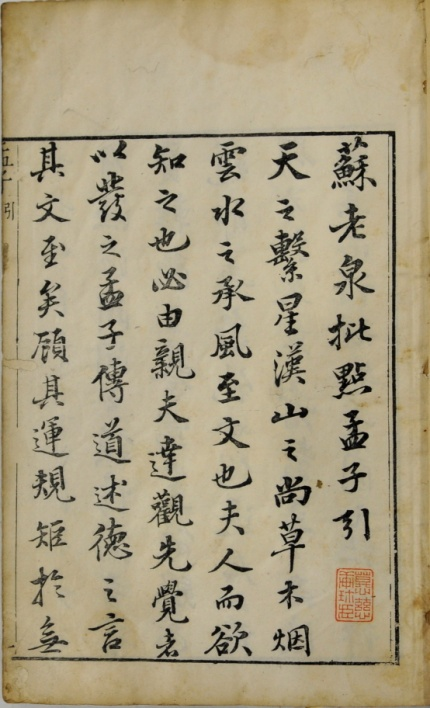 蘇老泉批點孟子引
天之繫星漢山之尚草木烟
雲水之承風至文也夫人而欲
知之也必由親夫達觀先覺者
以發之孟子傳道述德之言
其文至矣顧其運規矩於無